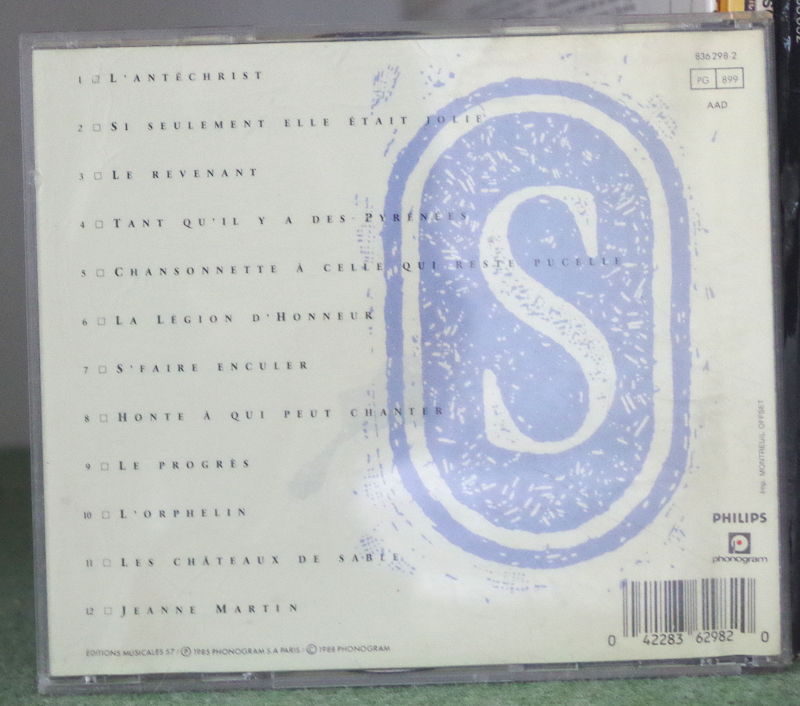 836 298-2
PG 899
AAD
1 □ L'ANTÉCHRIST
2 □ SI SEULEMENT ELLE ÉTAIT JOLIE
3 □ LE REVENANT
4 □ TANT QU'IL Y A DES PYRÉNÉES
5 □ CHANSONNETTE À CELLE QUI RESTE PUCELLE
6 □ LA LÉGION D'HONNEUR
7 □ S'FAIRE ENCULER
8 □ HONTE À QUI PEUT CHANTER
9 □ LE PROGRÈS
10 □ L'ORPHELIN
11 □ LES CHÂTEAUX DE SABLE
12 □ JEANNE MARTIN
S
Imp. MONTREUIL OFFSET
PHILIPS
phonogram
0 42283 62982 0
EDITIONS MUSICALES 57 / ℗ 1985 PHONOGRAM S.A PARIS / © 1988 PHONOGRAM